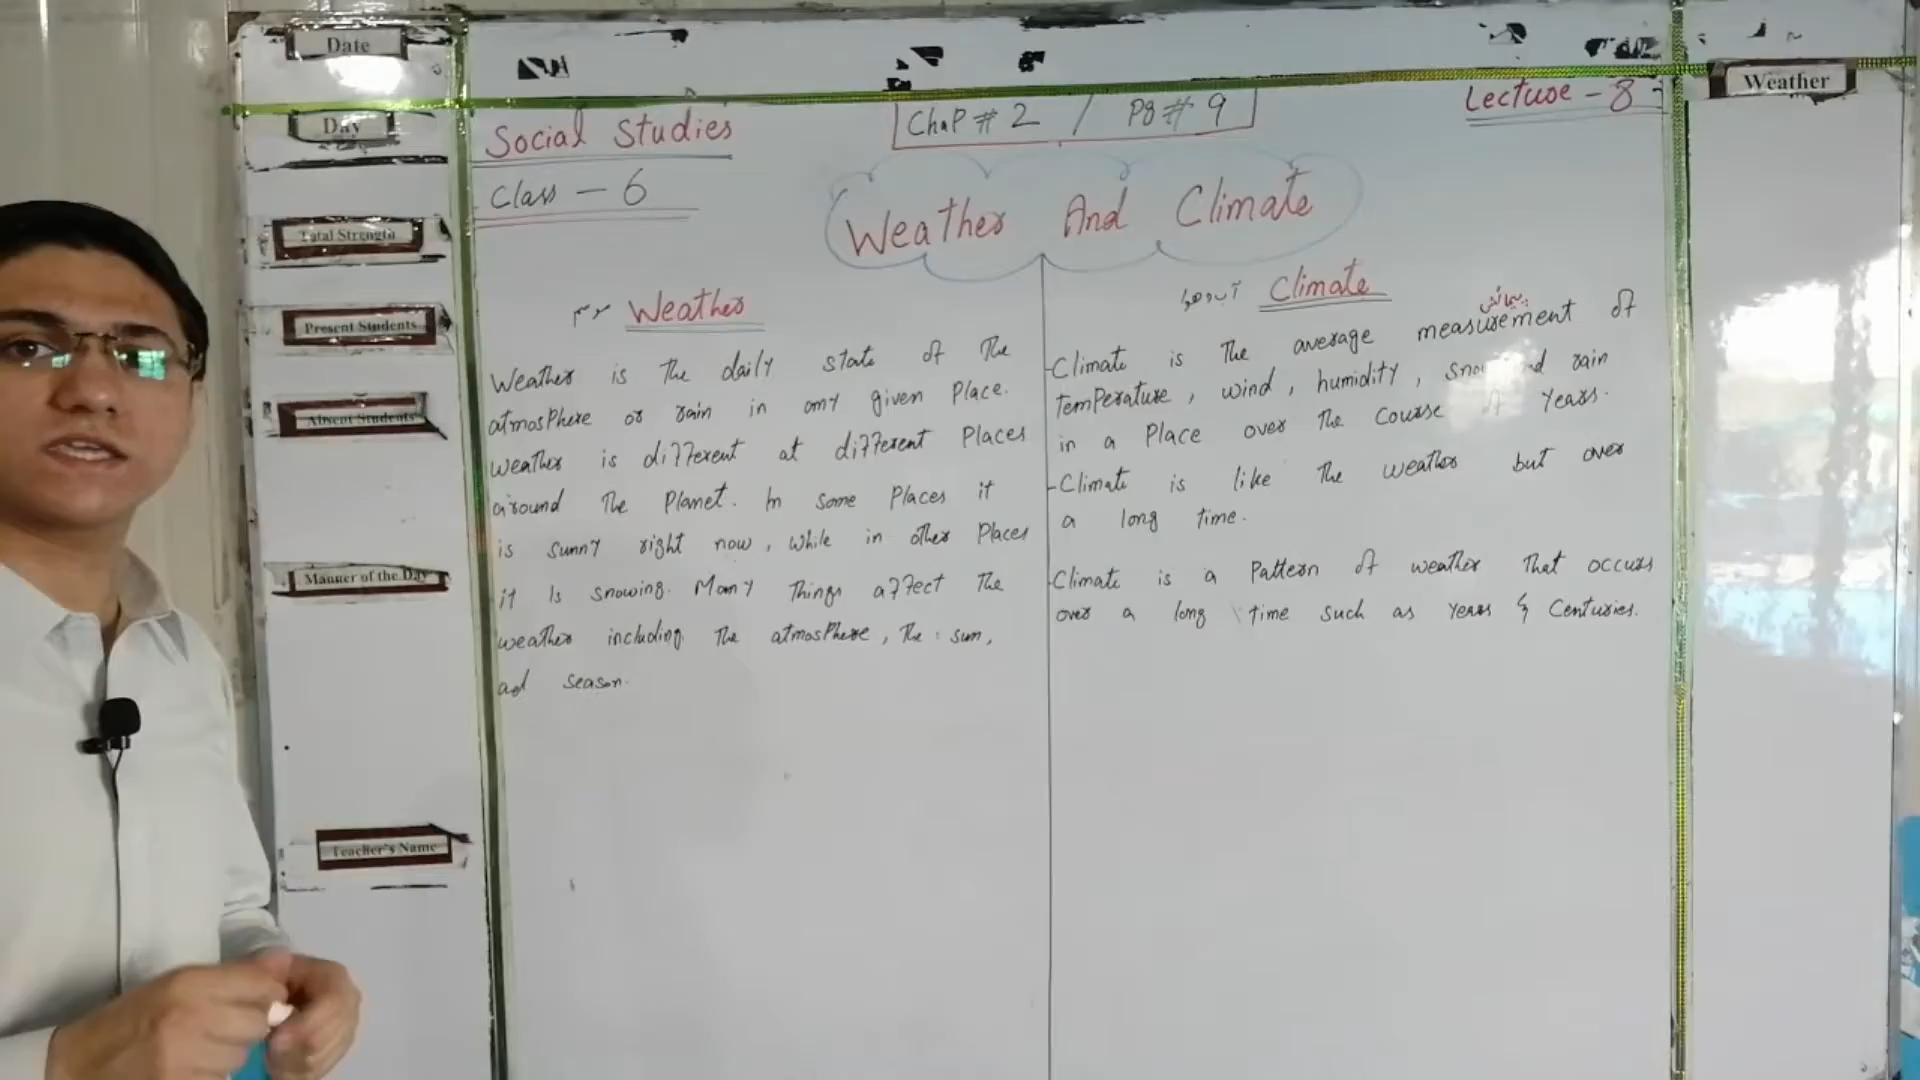 Date
Day
Total Strength
Present Students
Absent Students
Manner of the Day
Teacher's Name
Weather
Social Studies
Class - 6
Chap # 2 / Pg # 9
Lecture - 8
Weather And Climate
Weather موسم
Weather is the daily state of the
atmosphere or rain in any given place.
weather is different at different places
around the planet. In some places it
is sunny right now, while in other places
it is snowing. Many things affect the
weather including the atmosphere, the sun,
and season.
Climate آب و ہوا
پیمائش
-Climate is the average measurement of
temperature, wind, humidity, snow and rain
in a place over the course of years.
-Climate is like the weather but over
a long time.
-Climate is a pattern of weather that occurs
over a long time such as years & centuries.